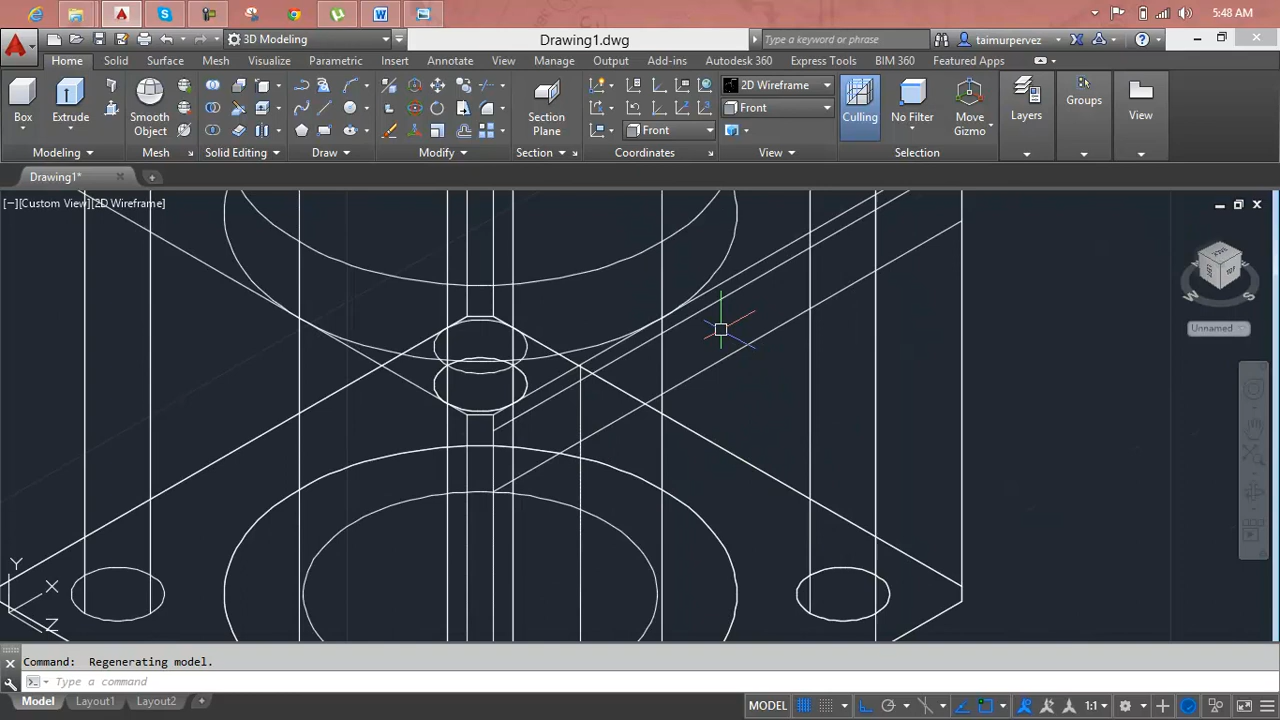 5:48 AM
3D Modeling
Drawing1.dwg
Type a keyword or phrase
taimurpervez
Home Solid Surface Mesh Visualize Parametric Insert Annotate View Manage Output Add-ins Autodesk 360 Express Tools BIM 360 Featured Apps
Box
Extrude
Smooth Object
Section Plane
Front
2D Wireframe
Front
Culling
No Filter
Move Gizmo
Layers
Groups
View
Modeling Mesh Solid Editing Draw Modify Section Coordinates View Selection
Drawing1*
[−][Custom View][2D Wireframe]
W
S
Unnamed
Y
X
Z
Command: Regenerating model.
Type a command
Model Layout1 Layout2 +
MODEL
1:1